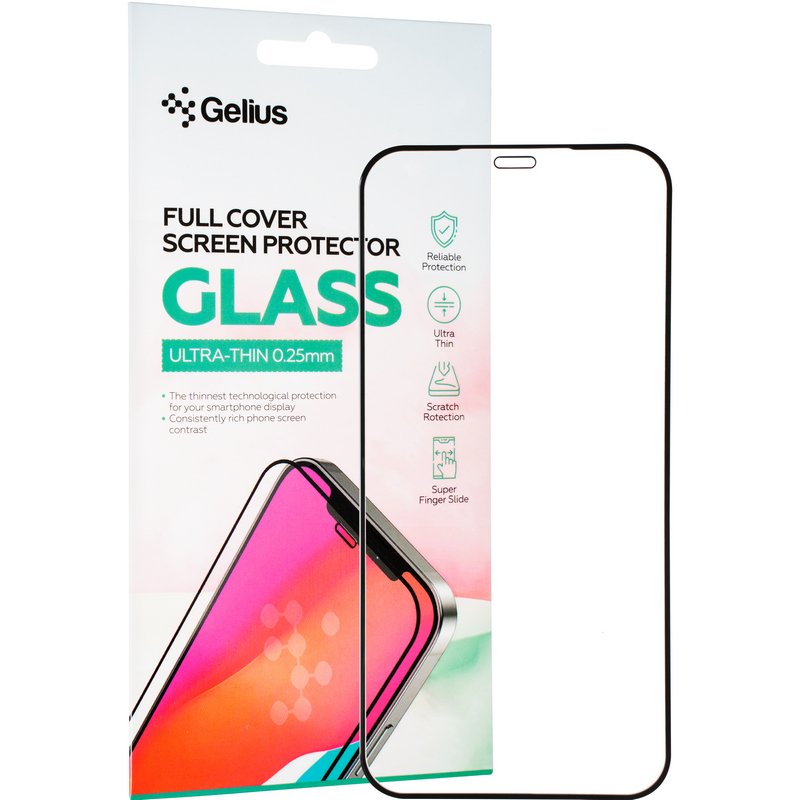 Gelius
FULL COVER
SCREEN PROTECTOR
GLASS
ULTRA-THIN 0.25mm
• The thinnest technological protection
for your smartphone display
• Consistently rich phone screen
contrast
Reliable
Protection
Ultra
Thin
Scratch
Rotection
Super
Finger Slide